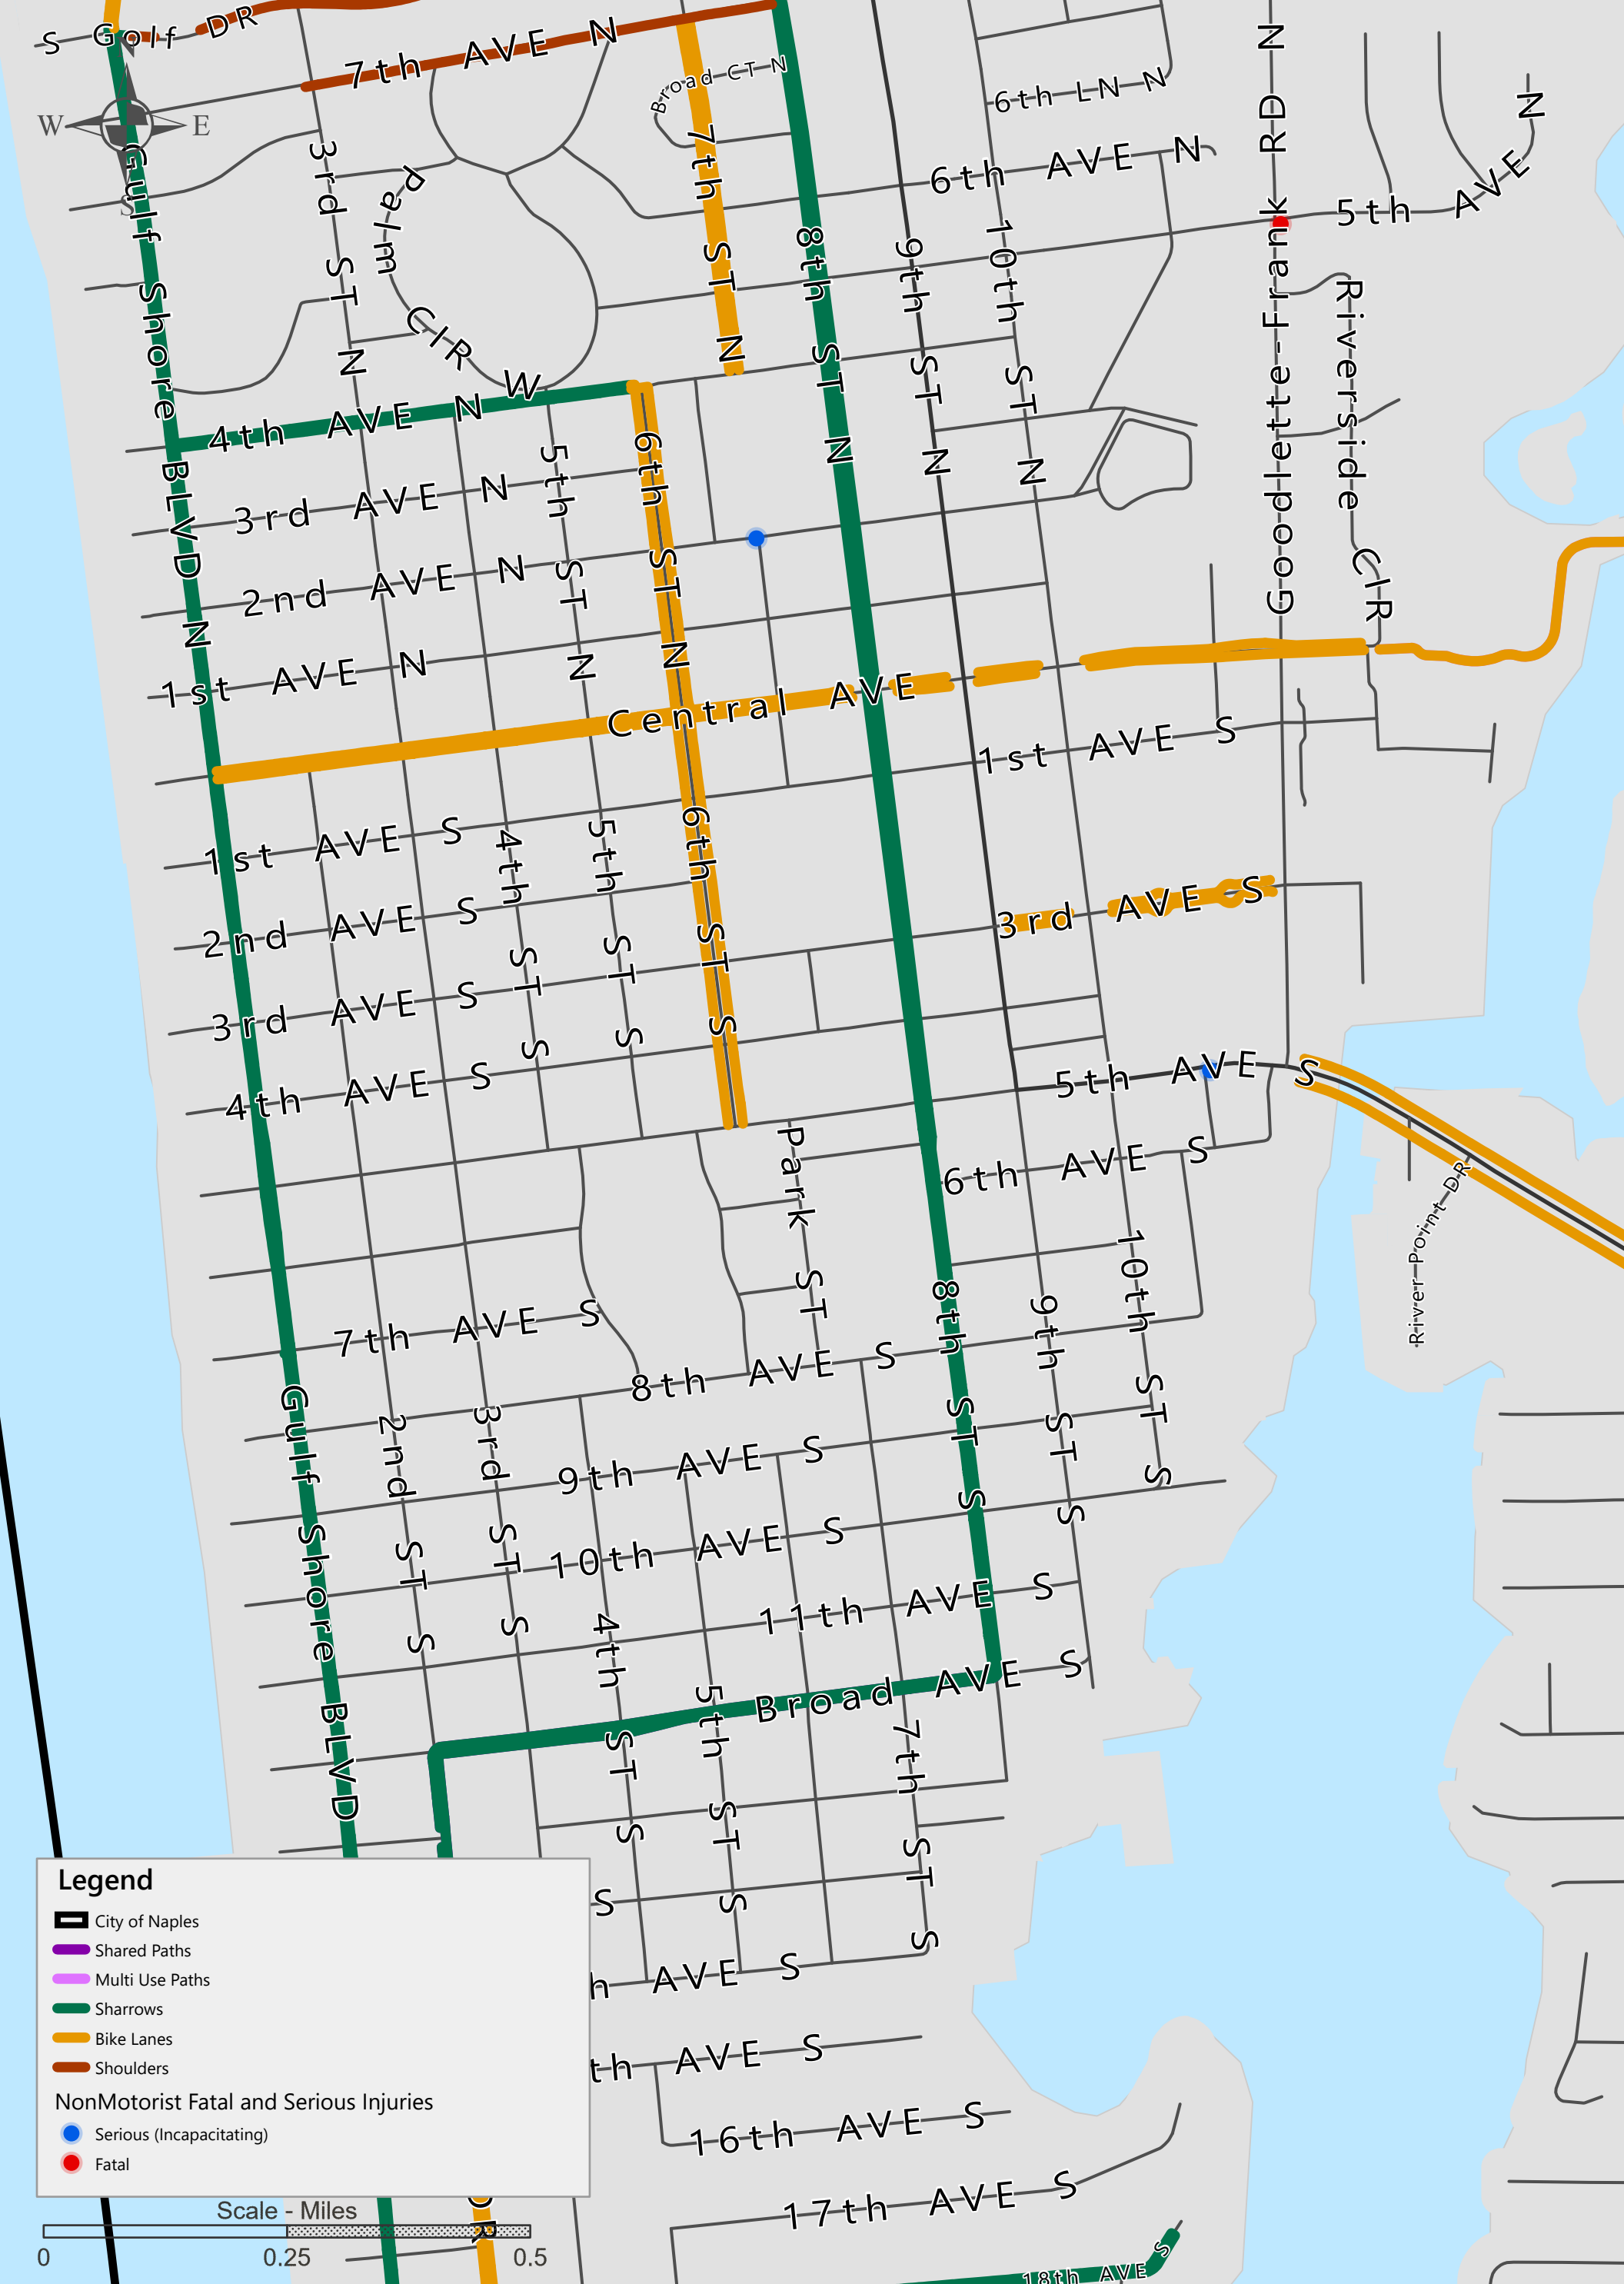 S Golf DR
7th AVE N
Broad CT N
6th LN N
W E
S
6th AVE N
5th AVE N
Gulf Shore BLVD N
3rd ST N
Palm CIR W
7th ST N
8th ST N
9th ST N
10th ST N
Goodlette-Frank RD N
Riverside CIR
4th AVE N
3rd AVE N
2nd AVE N
1st AVE N
5th ST N
6th ST N
Central AVE
1st AVE S
1st AVE S
2nd AVE S
3rd AVE S
3rd AVE S
4th AVE S
4th ST S
5th ST S
6th ST S
5th AVE S
6th AVE S
Park ST
River Point DR
7th AVE S
8th AVE S
9th AVE S
10th AVE S
11th AVE S
Broad AVE S
Gulf Shore BLVD
2nd ST S
3rd ST S
4th ST S
5th ST S
7th ST S
8th ST S
9th ST S
10th ST S
S
h AVE S
th AVE S
16th AVE S
17th AVE S
18th AVE S
DR
Legend
City of Naples
Shared Paths
Multi Use Paths
Sharrows
Bike Lanes
Shoulders
NonMotorist Fatal and Serious Injuries
Serious (Incapacitating)
Fatal
Scale - Miles
0 0.25 0.5